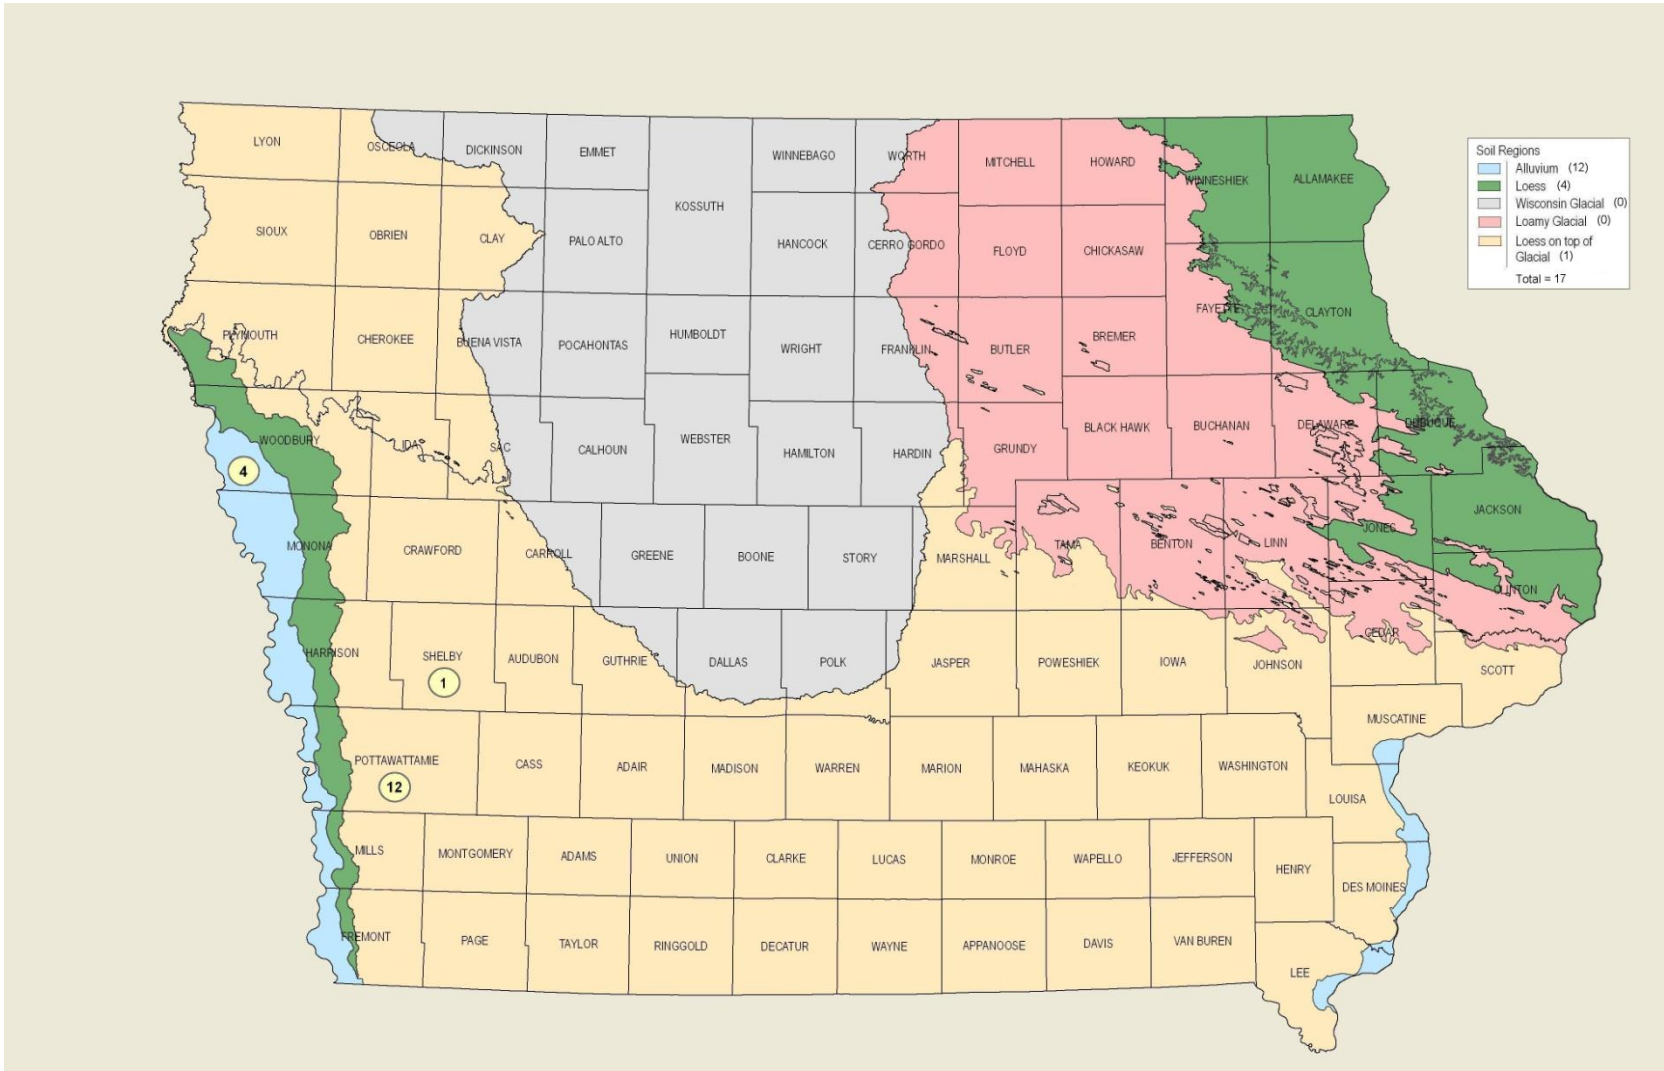 LYON
OSCEOLA
DICKINSON
EMMET
WINNEBAGO
WORTH
MITCHELL
HOWARD
WINNESHIEK
ALLAMAKEE
KOSSUTH
SIOUX
OBRIEN
CLAY
PALO ALTO
HANCOCK
CERRO GORDO
FLOYD
CHICKASAW
PLYMOUTH
CHEROKEE
BUENA VISTA
POCAHONTAS
HUMBOLDT
WRIGHT
FRANKLIN
BUTLER
BREMER
FAYETTE
CLAYTON
WOODBURY
IDA
SAC
CALHOUN
WEBSTER
HAMILTON
HARDIN
GRUNDY
BLACK HAWK
BUCHANAN
DELAWARE
DUBUQUE
4
MONONA
CRAWFORD
CARROLL
GREENE
BOONE
STORY
MARSHALL
TAMA
BENTON
LINN
JONES
JACKSON
CLINTON
CEDAR
HARRISON
SHELBY
1
AUDUBON
GUTHRIE
DALLAS
POLK
JASPER
POWESHIEK
IOWA
JOHNSON
SCOTT
MUSCATINE
POTTAWATTAMIE
12
CASS
ADAIR
MADISON
WARREN
MARION
MAHASKA
KEOKUK
WASHINGTON
LOUISA
MILLS
MONTGOMERY
ADAMS
UNION
CLARKE
LUCAS
MONROE
WAPELLO
JEFFERSON
HENRY
DES MOINES
FREMONT
PAGE
TAYLOR
RINGGOLD
DECATUR
WAYNE
APPANOOSE
DAVIS
VAN BUREN
LEE
Soil Regions
Alluvium (12)
Loess (4)
Wisconsin Glacial (0)
Loamy Glacial (0)
Loess on top of
Glacial (1)
Total = 17